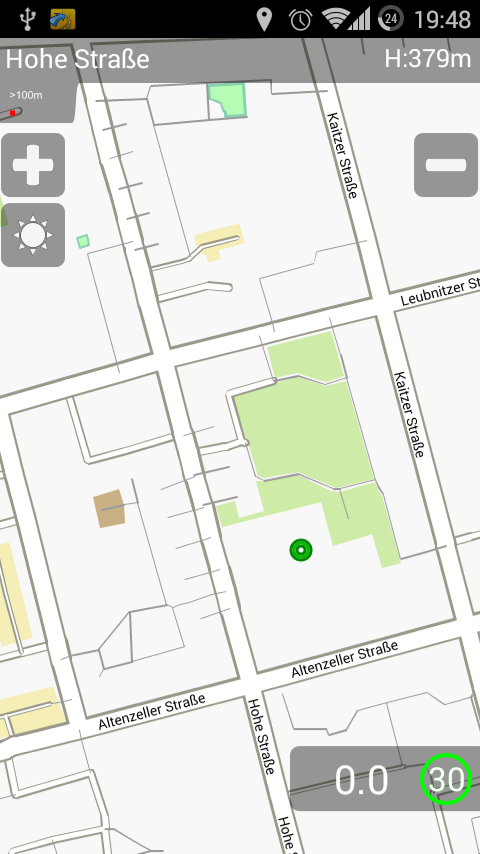 24
19:48
Hohe Straße
H:379m
>100m
Kaitzer Straße
Leubnitzer St
Kaitzer Straße
Altenzeller Straße
Altenzeller Straße
Hohe Straße
0.0
30
Hohe S